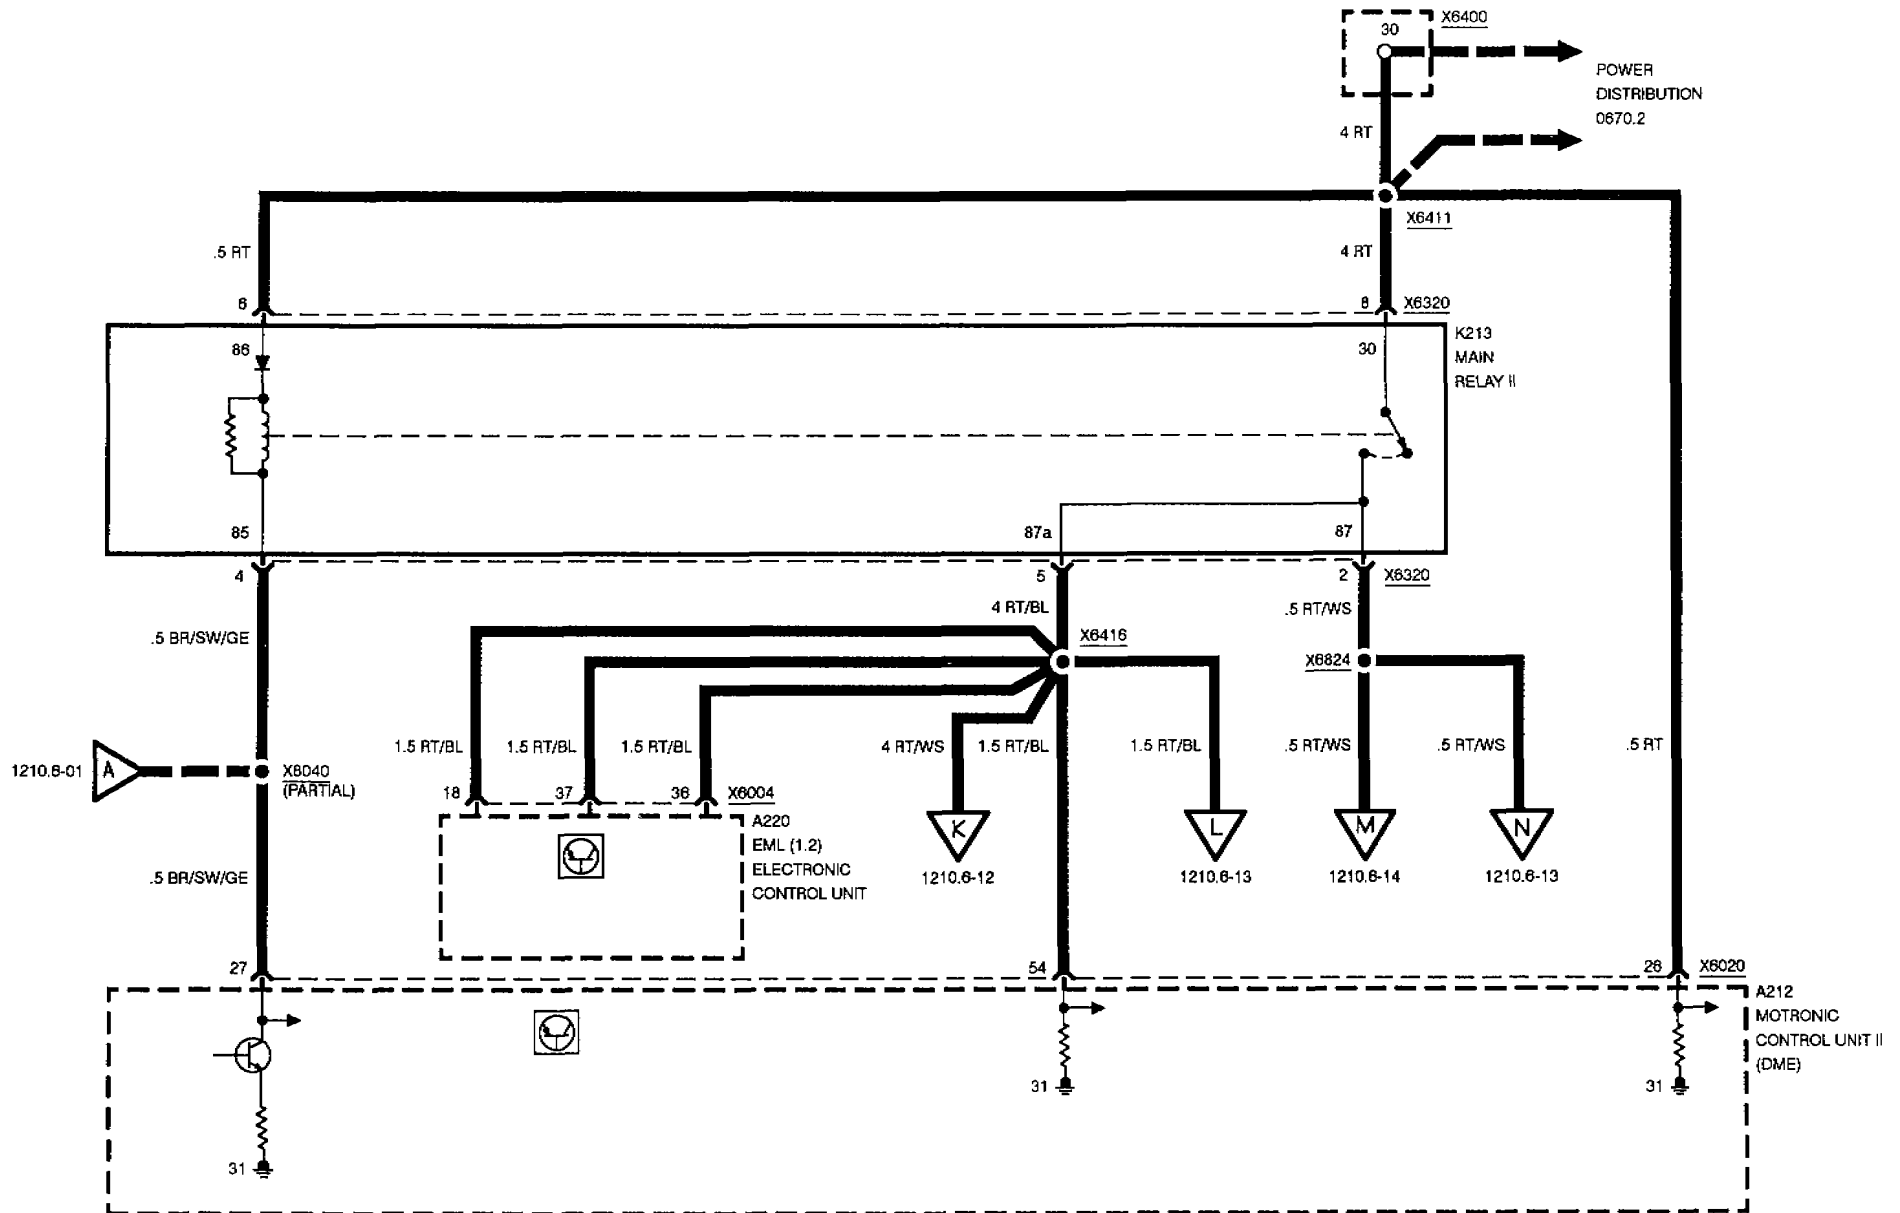 X6400
30
POWER
DISTRIBUTION
0670.2
4 RT
X6411
.5 RT
4 RT
6
8
X6320
K213
MAIN
RELAY II
86
30
85
87a
87
4
5
2
X6320
4 RT/BL
.5 RT/WS
.5 BR/SW/GE
X6416
X6824
1.5 RT/BL
1.5 RT/BL
1.5 RT/BL
4 RT/WS
1.5 RT/BL
1.5 RT/BL
.5 RT/WS
.5 RT/WS
.5 RT
1210.6-01
A
X6040
(PARTIAL)
18
37
36
X6004
A220
EML (1.2)
ELECTRONIC
CONTROL UNIT
K
L
M
N
1210.6-12
1210.6-13
1210.6-14
1210.6-13
.5 BR/SW/GE
27
54
26
X6020
A212
MOTRONIC
CONTROL UNIT II
(DME)
31
31
31